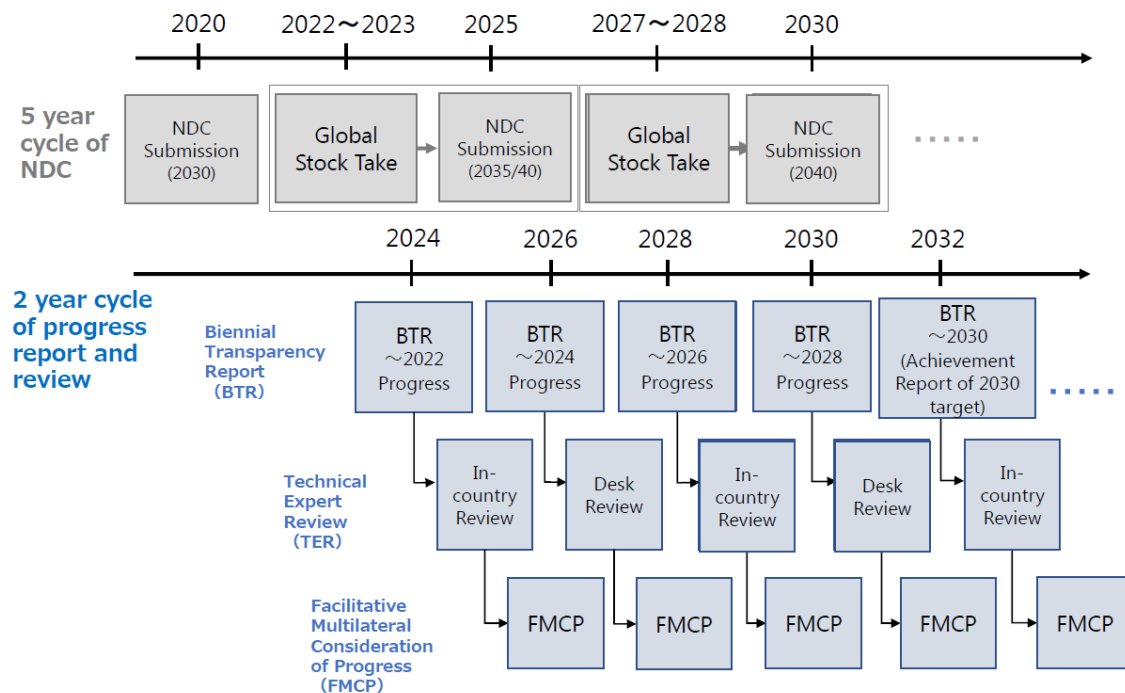 2020
2022～2023
2025
2027～2028
2030
5 year
cycle of
NDC
NDC
Submission
(2030)
Global
Stock Take
NDC
Submission
(2035/40)
Global
Stock Take
NDC
Submission
(2040)
.....
2024
2026
2028
2030
2032
2 year cycle
of progress
report and
review
Biennial
Transparency
Report
（BTR）
BTR
～2022
Progress
BTR
～2024
Progress
BTR
～2026
Progress
BTR
～2028
Progress
BTR
～2030
(Achievement
Report of 2030
target)
.....
Technical
Expert
Review
（TER）
In-
country
Review
Desk
Review
In-
country
Review
Desk
Review
In-
country
Review
Facilitative
Multilateral
Consideration
of Progress
（FMCP）
FMCP
FMCP
FMCP
FMCP
FMCP